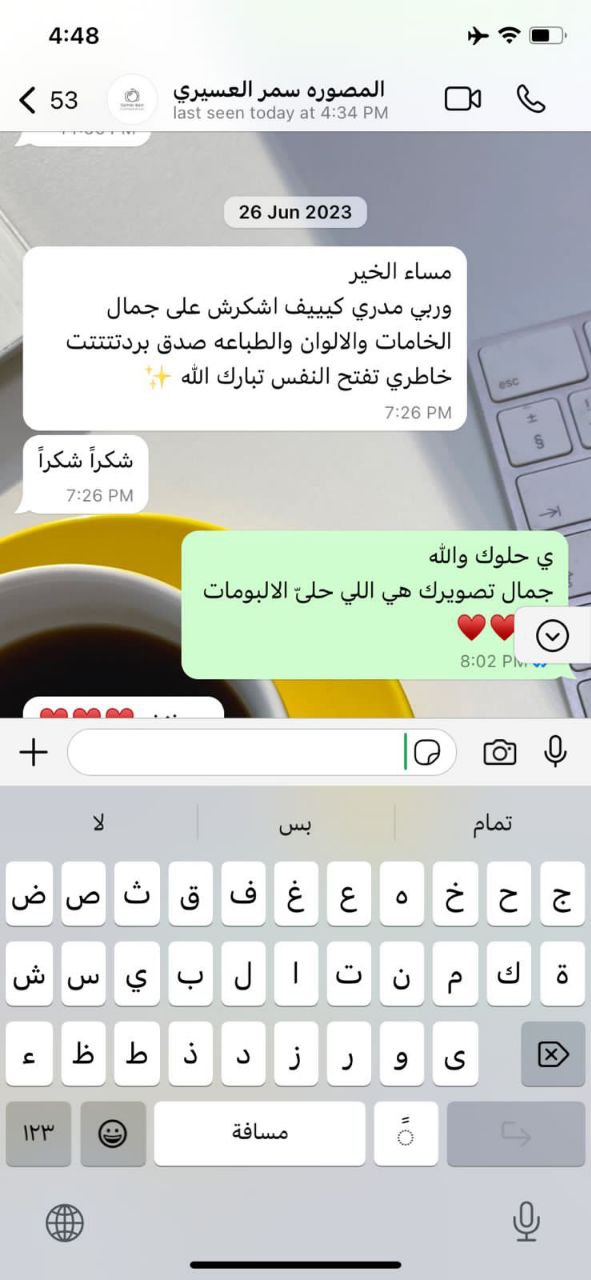 4:48
53
المصوره سمر العسيري
last seen today at 4:34 PM
26 Jun 2023
مساء الخير
وربي مدري كيييف اشكرش على جمال
الخامات والالوان والطباعه صدق بردتتتتت
خاطري تفتح النفس تبارك الله ✨
7:26 PM
شكراً شكراً
7:26 PM
ي حلوك والله
جمال تصويرك هي اللي حلىّ الالبومات
♥️♥️
8:02 PM
♥️♥️♥️
esc
±
§
لا
بس
تمام
ض ص ث ق ف غ ع ه خ ح ج
ش س ي ب ل ا ت ن م ك ة
ء ظ ط ذ د ز ر و ى
١٢٣
مسافة